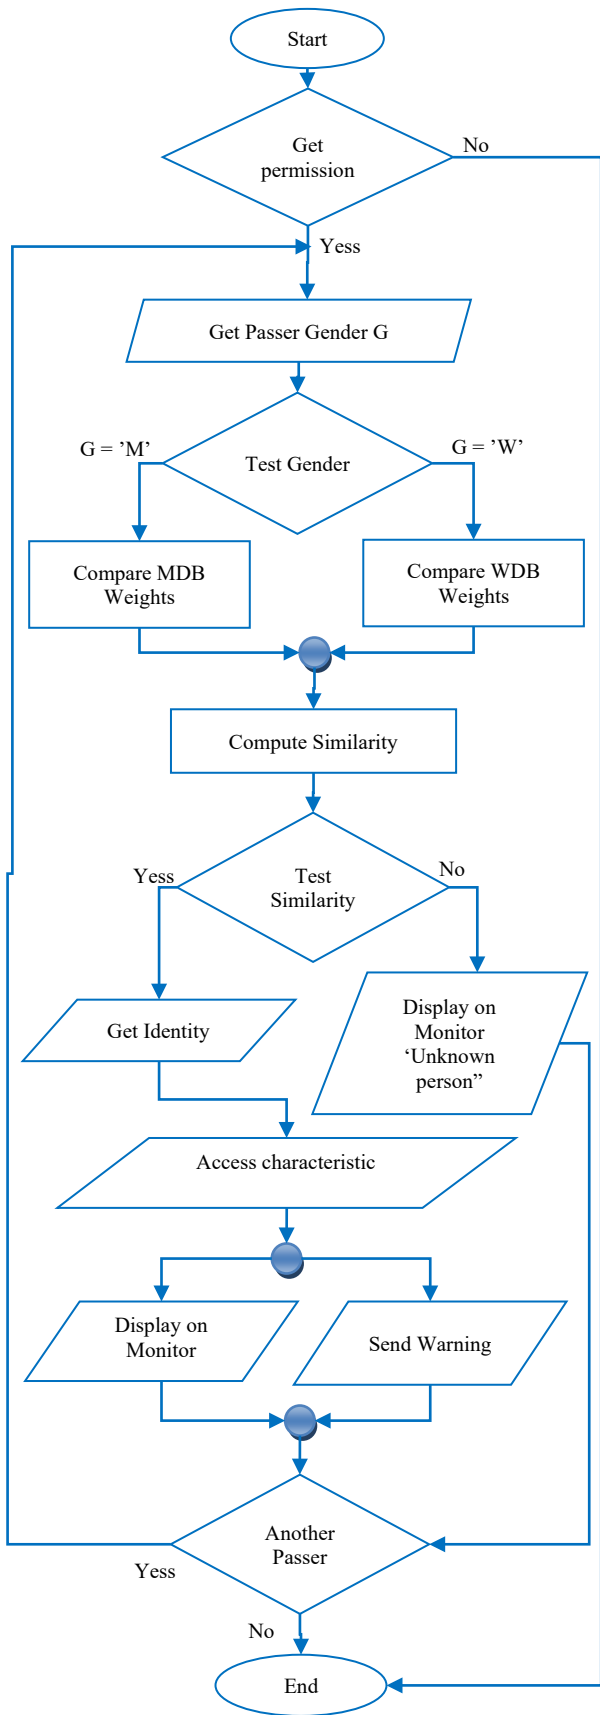 Start
Get
permission
No
Yess
Get Passer Gender G
G = ’M’
Test Gender
G = ’W’
Compare MDB
Weights
Compare WDB
Weights
Compute Similarity
Yess
Test
Similarity
No
Get Identity
Display on
Monitor
‘Unknown
person”
Access characteristic
Display on
Monitor
Send Warning
Another
Passer
Yess
No
End